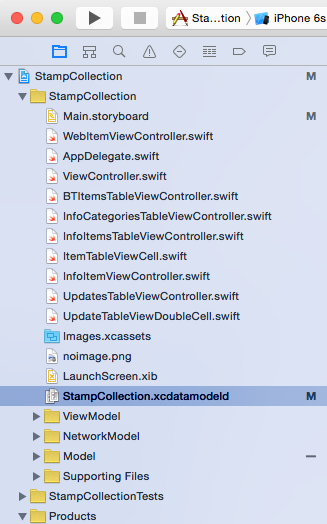 Sta...tion iPhone 6s
StampCollection M
StampCollection
Main.storyboard M
WebItemViewController.swift
AppDelegate.swift
ViewController.swift
BTItemsTableViewController.swift
InfoCategoriesTableViewController.swift
InfoItemsTableViewController.swift
ItemTableViewCell.swift
InfoItemViewController.swift
UpdatesTableViewController.swift
UpdateTableViewDoubleCell.swift
Images.xcassets
noimage.png
LaunchScreen.xib
StampCollection.xcdatamodeld M
ViewModel
NetworkModel
Model
Supporting Files
StampCollectionTests
Products